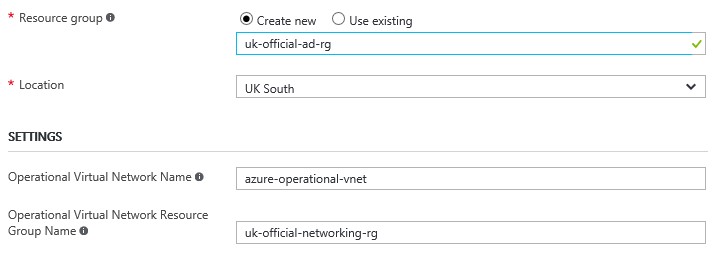 * Resource group
Create new
Use existing
uk-official-ad-rg
* Location
UK South
SETTINGS
Operational Virtual Network Name
azure-operational-vnet
Operational Virtual Network Resource
Group Name
uk-official-networking-rg